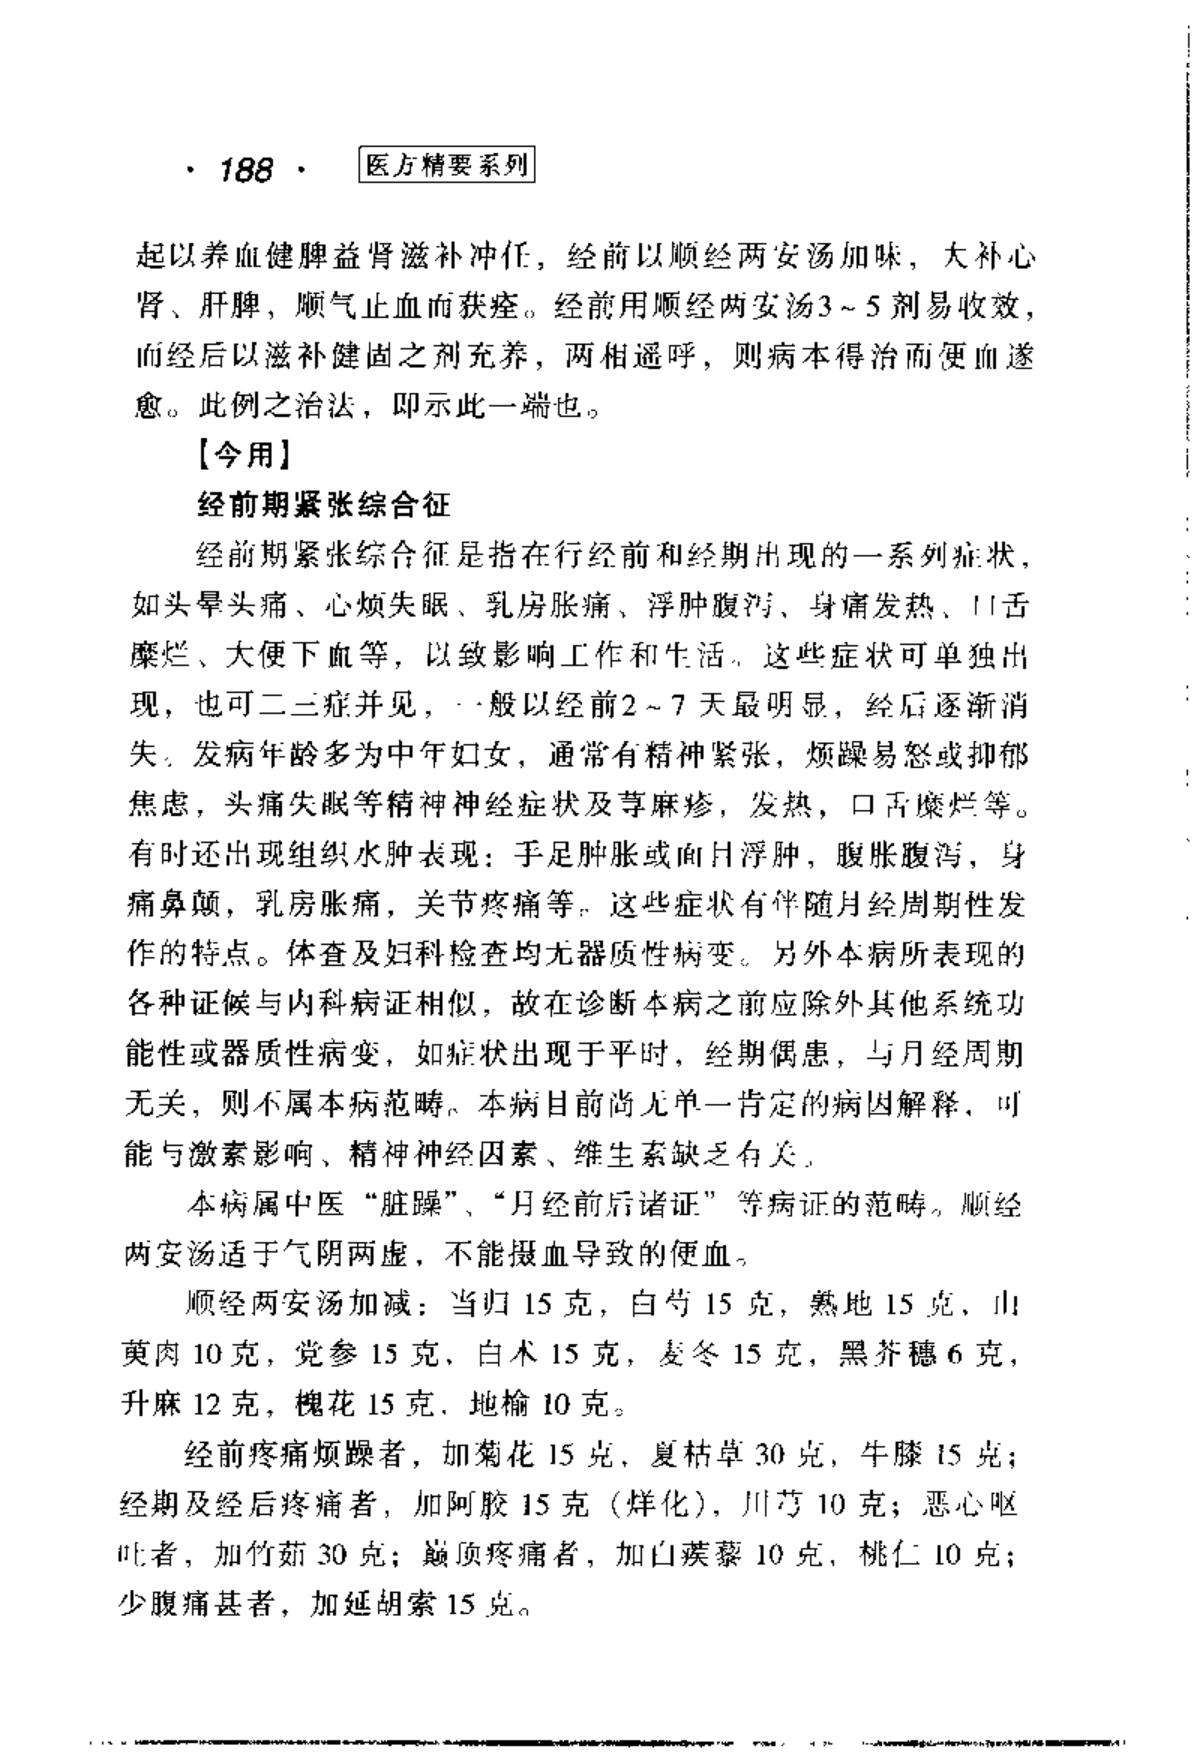 · 188 · 医方精要系列
起以养血健脾益肾滋补冲任，经前以顺经两安汤加味，大补心
肾、肝脾，顺气止血而获痊。经前用顺经两安汤3～5 剂易收效，
而经后以滋补健固之剂充养，两相遥呼，则病本得治而便血遂
愈。此例之治法，即示此一端也。
【今用】
经前期紧张综合征
经前期紧张综合征是指在行经前和经期出现的一系列症状，
如头晕头痛、心烦失眠、乳房胀痛、浮肿腹泻、身痛发热、口舌
糜烂、大便下血等，以致影响工作和生活。这些症状可单独出
现，也可二三症并见，一般以经前2～7 天最明显，经后逐渐消
失。发病年龄多为中年妇女，通常有精神紧张，烦躁易怒或抑郁
焦虑，头痛失眠等精神神经症状及荨麻疹，发热，口舌糜烂等。
有时还出现组织水肿表现：手足肿胀或面目浮肿，腹胀腹泻，身
痛鼻颠，乳房胀痛，关节疼痛等。这些症状有伴随月经周期性发
作的特点。体查及妇科检查均无器质性病变。另外本病所表现的
各种证候与内科病证相似，故在诊断本病之前应除外其他系统功
能性或器质性病变，如症状出现于平时，经期偶患，与月经周期
无关，则不属本病范畴。本病目前尚无单一肯定的病因解释，可
能与激素影响、精神神经因素、维生素缺乏有关。
本病属中医“脏躁”、“月经前后诸证”等病证的范畴。顺经
两安汤适于气阴两虚，不能摄血导致的便血。
顺经两安汤加减：当归 15 克，白芍 15 克，熟地 15 克，山
萸肉 10 克，党参 15 克，白术 15 克，麦冬 15 克，黑芥穗 6 克，
升麻 12 克，槐花 15 克，地榆 10 克。
经前疼痛烦躁者，加菊花 15 克，夏枯草 30 克，牛膝 15 克；
经期及经后疼痛者，加阿胶 15 克（烊化），川芎 10 克；恶心呕
吐者，加竹茹 30 克；巅顶疼痛者，加白蒺藜 10 克，桃仁 10 克；
少腹痛甚者，加延胡索 15 克。